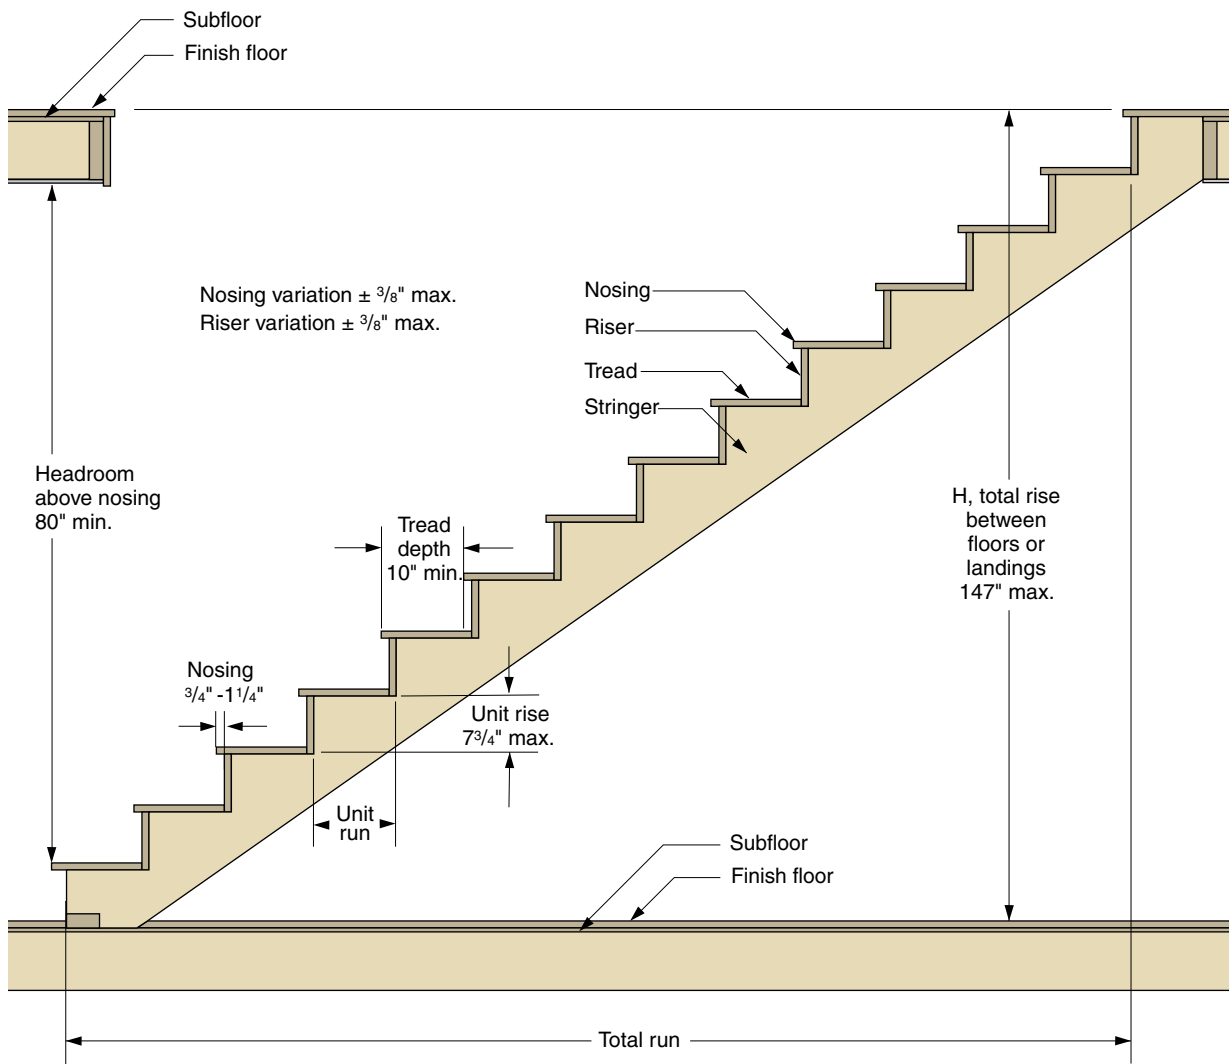 Subfloor
Finish floor
Nosing variation ± 3/8" max.
Riser variation ± 3/8" max.
Nosing
Riser
Tread
Stringer
Headroom
above nosing
80" min.
Tread
depth
10" min.
H, total rise
between
floors or
landings
147" max.
Nosing
3/4" -1 1/4"
Unit rise
7 3/4" max.
Unit
run
Subfloor
Finish floor
Total run